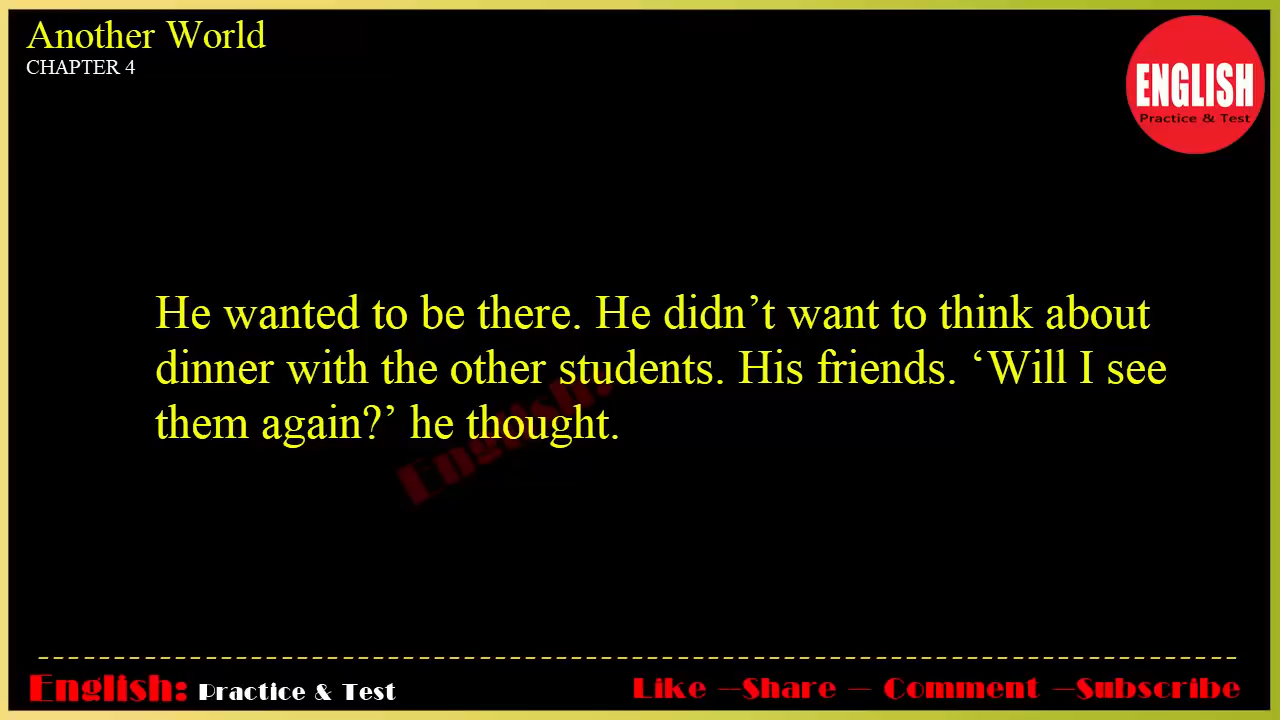 Another World
CHAPTER 4
ENGLISH
Practice & Test
He wanted to be there. He didn’t want to think about
dinner with the other students. His friends. ‘Will I see
them again?’ he thought.
English:
English: Practice & Test
Like —Share — Comment —Subscribe